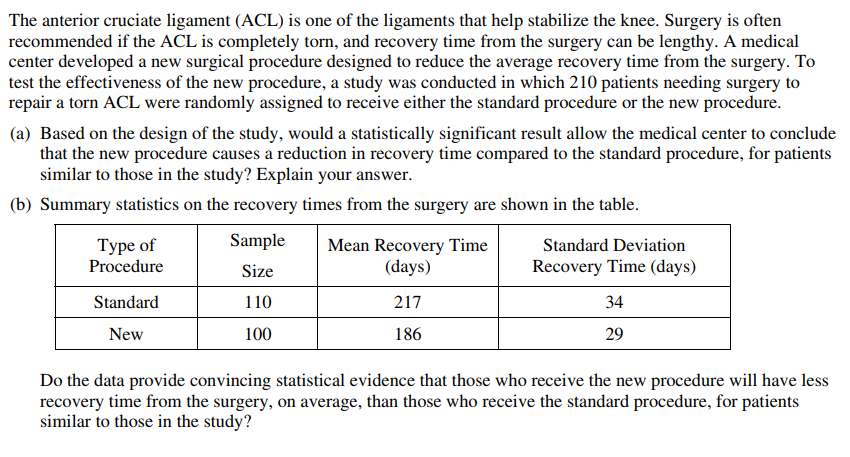 The anterior cruciate ligament (ACL) is one of the ligaments that help stabilize the knee. Surgery is often
recommended if the ACL is completely torn, and recovery time from the surgery can be lengthy. A medical
center developed a new surgical procedure designed to reduce the average recovery time from the surgery. To
test the effectiveness of the new procedure, a study was conducted in which 210 patients needing surgery to
repair a torn ACL were randomly assigned to receive either the standard procedure or the new procedure.
(a) Based on the design of the study, would a statistically significant result allow the medical center to conclude
that the new procedure causes a reduction in recovery time compared to the standard procedure, for patients
similar to those in the study? Explain your answer.
(b) Summary statistics on the recovery times from the surgery are shown in the table.
Type of Procedure Sample Size Mean Recovery Time (days) Standard Deviation Recovery Time (days)
Standard 110 217 34
New 100 186 29
Do the data provide convincing statistical evidence that those who receive the new procedure will have less
recovery time from the surgery, on average, than those who receive the standard procedure, for patients
similar to those in the study?